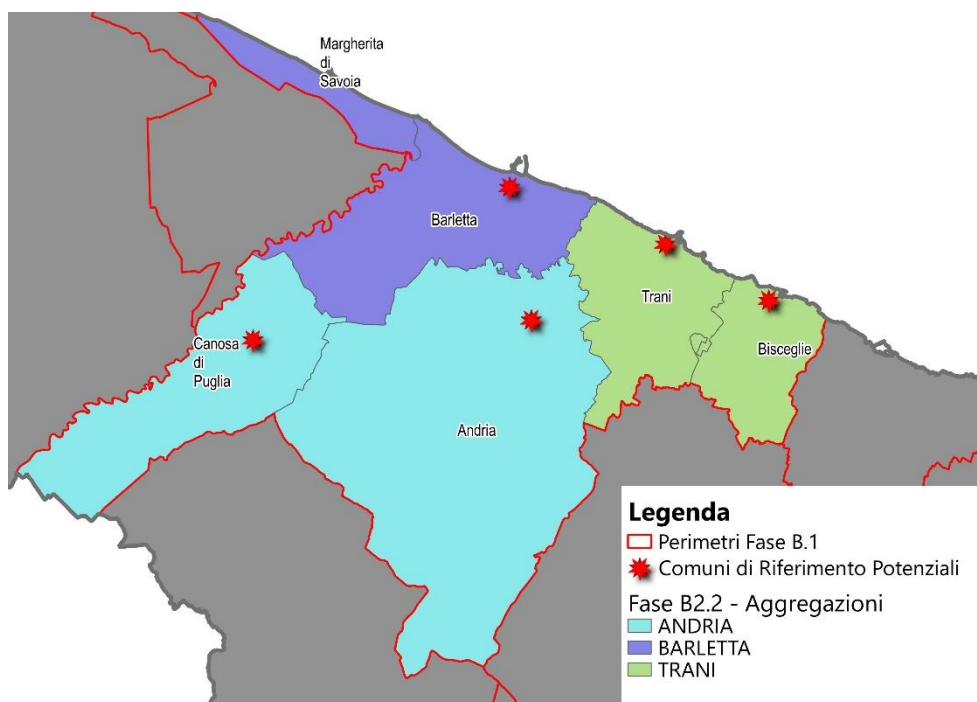 Margherita
di
Savoia
Barletta
Trani
Canosa
di
Puglia
Bisceglie
Andria
Legenda
Perimetri Fase B.1
Comuni di Riferimento Potenziali
Fase B2.2 - Aggregazioni
ANDRIA
BARLETTA
TRANI